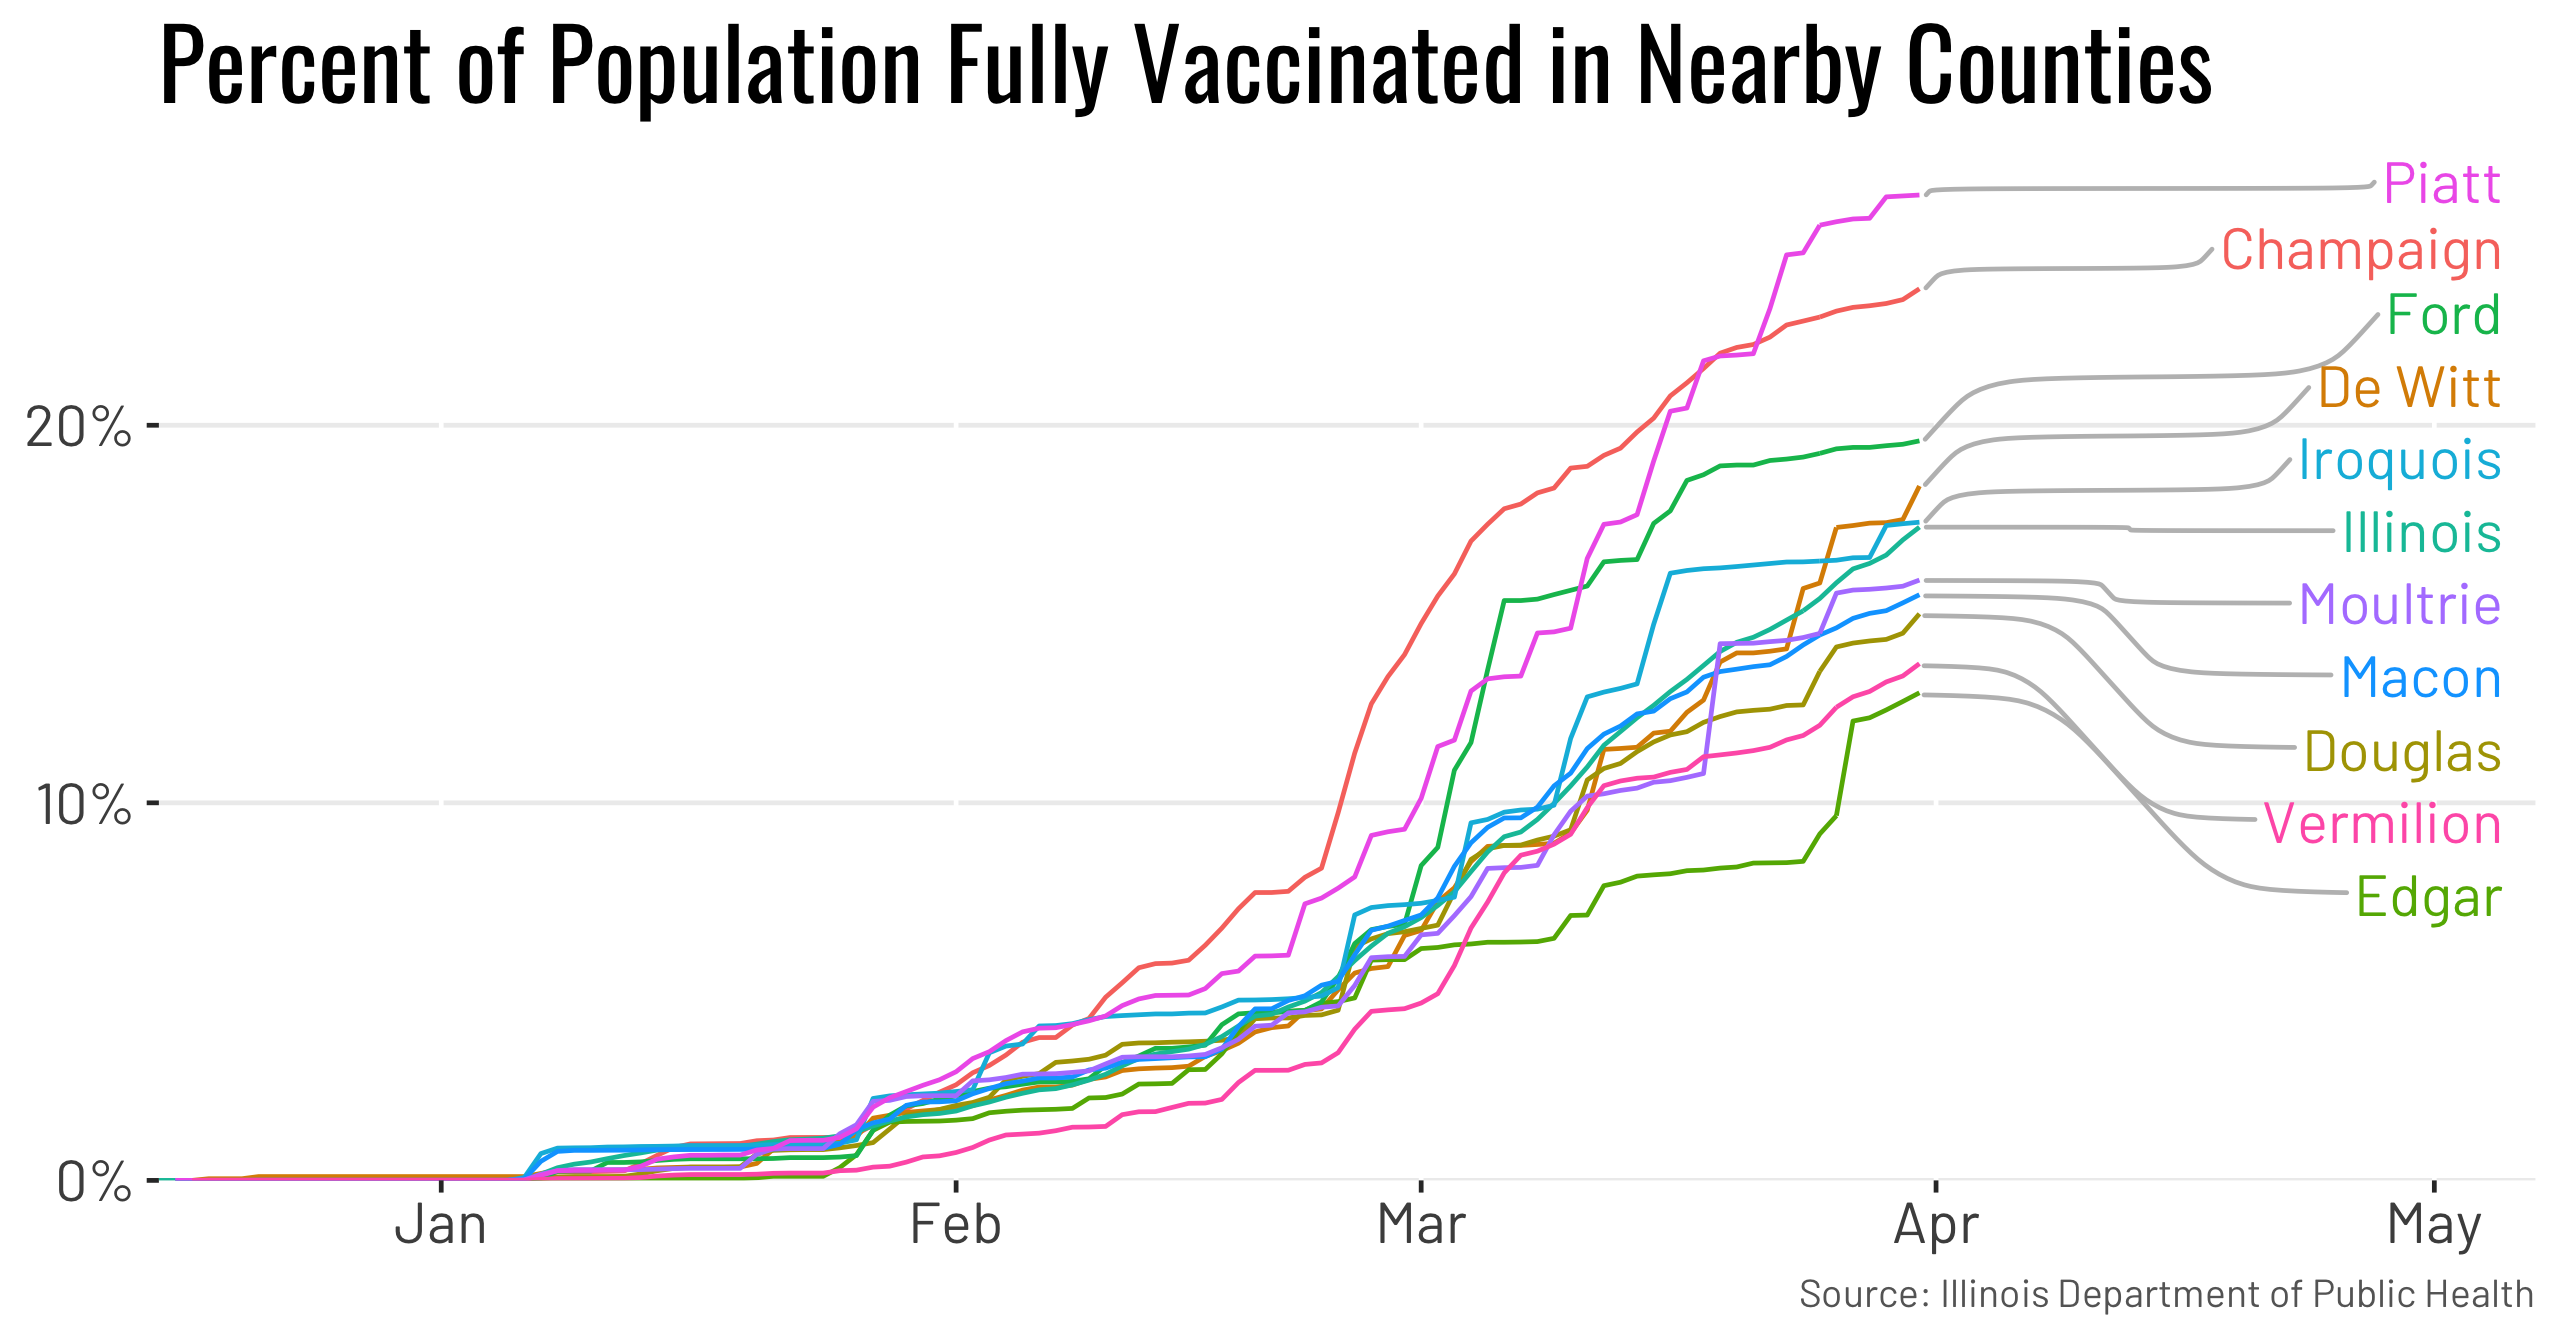 Percent of Population Fully Vaccinated in Nearby Counties
Piatt
Champaign
Ford
De Witt
20%
Iroquois
Illinois
Moultrie
Macon
Douglas
10%
Vermilion
Edgar
0%
Jan Feb Mar Apr May
Source: Illinois Department of Public Health